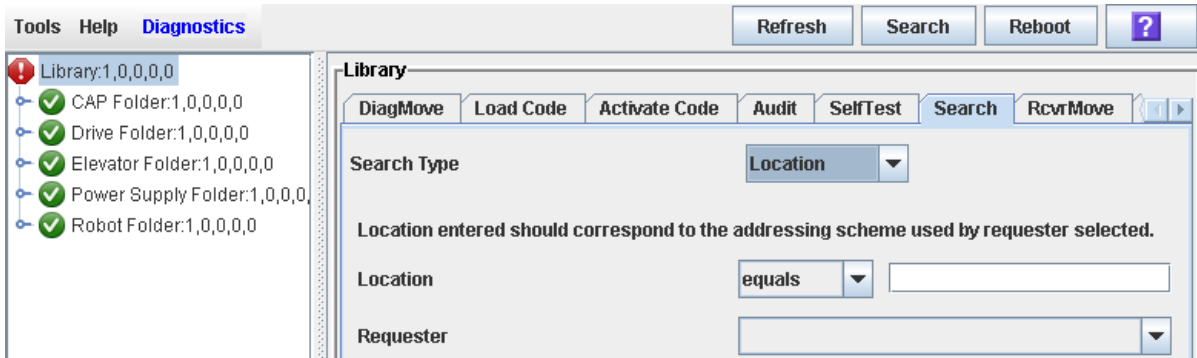 Tools Help Diagnostics Refresh Search Reboot ?
Library:1,0,0,0,0
CAP Folder:1,0,0,0,0
Drive Folder:1,0,0,0,0
Elevator Folder:1,0,0,0,0
Power Supply Folder:1,0,0,0,
Robot Folder:1,0,0,0,0
Library
DiagMove Load Code Activate Code Audit SelfTest Search RcvrMove
Search Type Location
Location entered should correspond to the addressing scheme used by requester selected.
Location equals
Requester